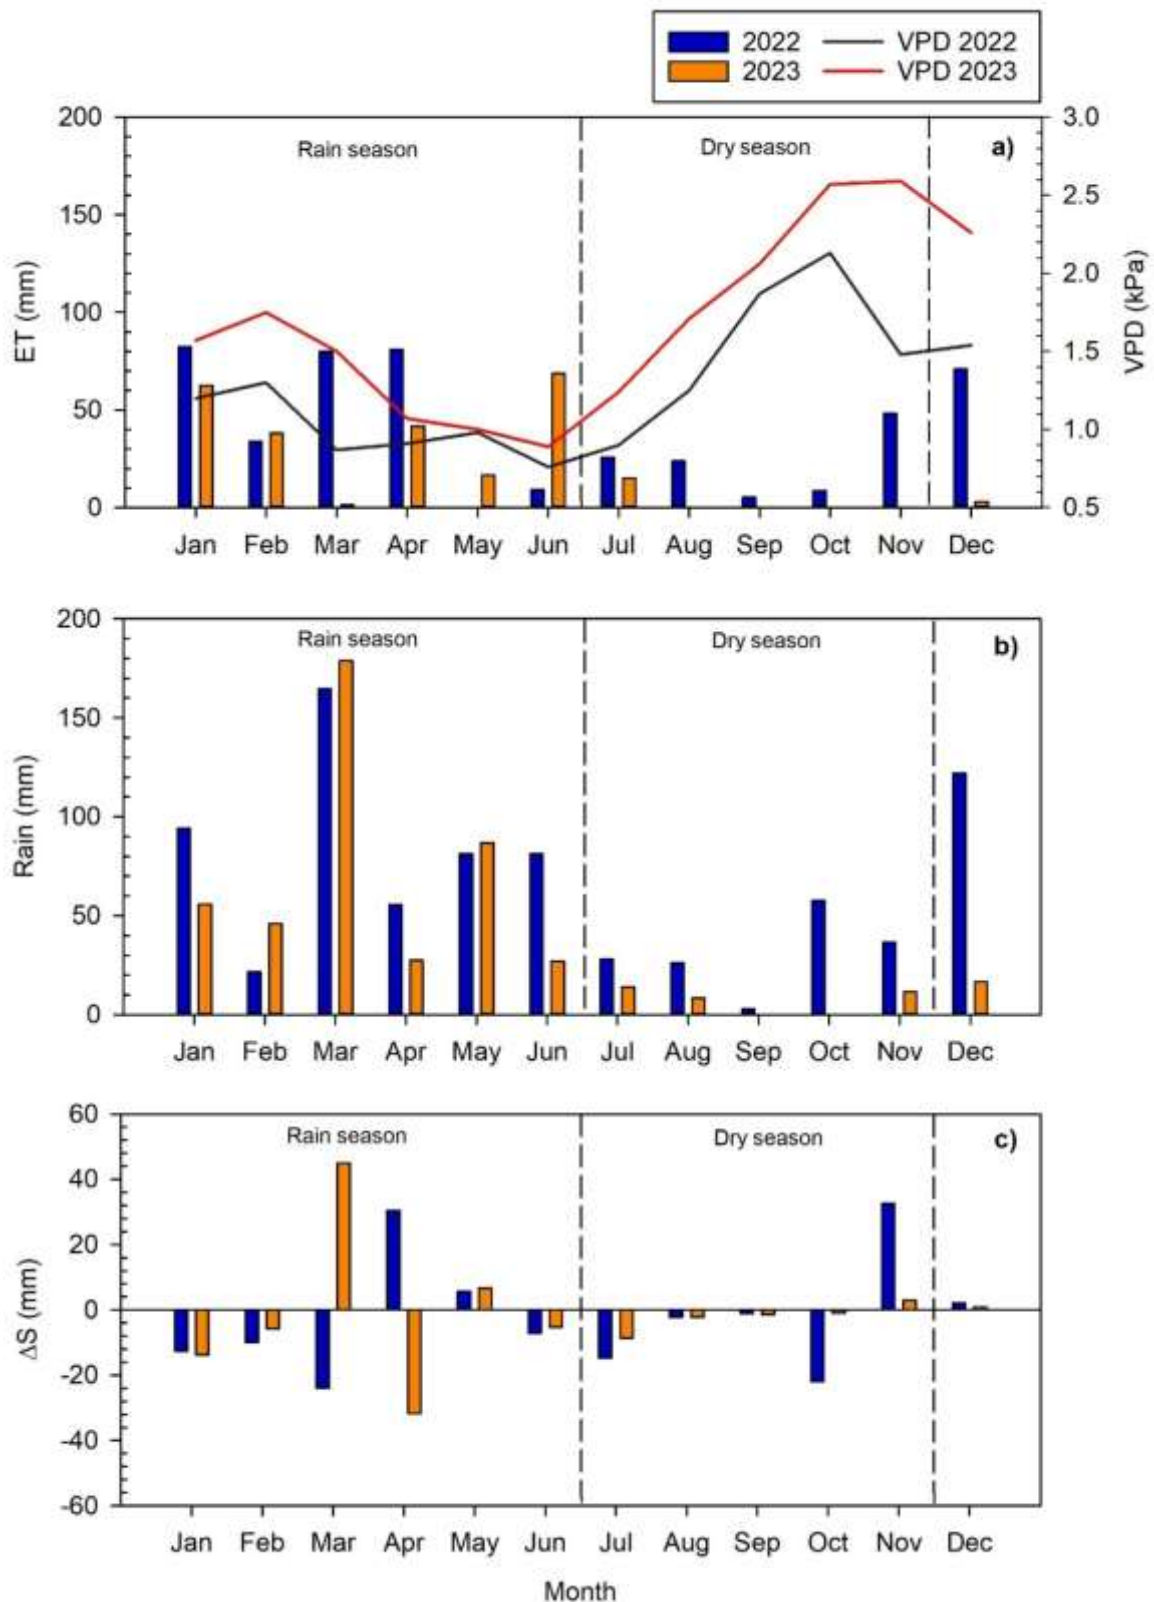 2022 VPD 2022
2023 VPD 2023
200 3.0
Rain season Dry season a)
2.5
150
2.0
ET (mm) 100 VPD (kPa)
1.5
50
1.0
0 0.5
Jan Feb Mar Apr May Jun Jul Aug Sep Oct Nov Dec
200
Rain season Dry season b)
150
Rain (mm)
100
50
0
Jan Feb Mar Apr May Jun Jul Aug Sep Oct Nov Dec
60
Rain season Dry season c)
40
20
ΔS (mm)
0
-20
-40
-60
Jan Feb Mar Apr May Jun Jul Aug Sep Oct Nov Dec
Month